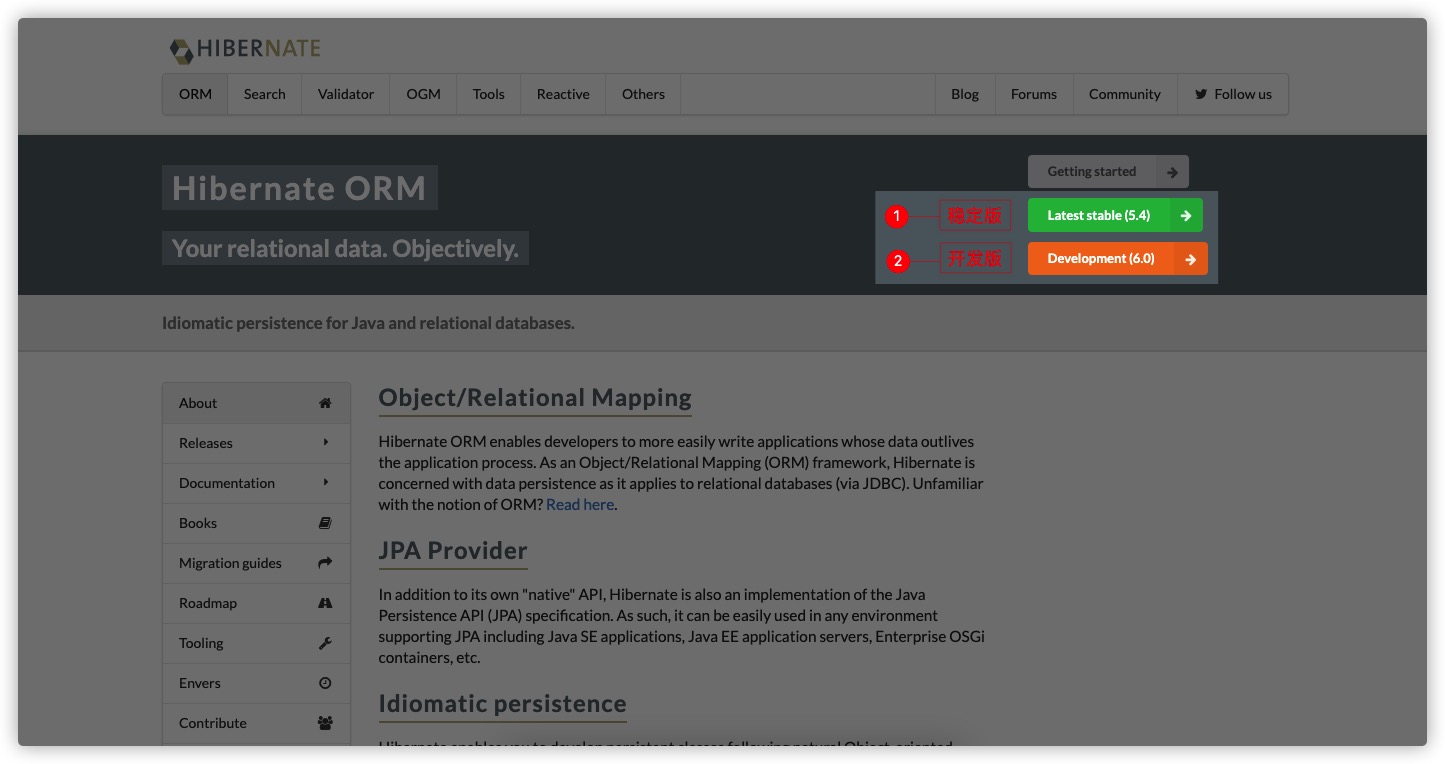 HIBERNATE
ORM Search Validator OGM Tools Reactive Others Blog Forums Community Follow us
Getting started
Hibernate ORM
1 稳定版 Latest stable (5.4)
Your relational data. Objectively.
2 开发版 Development (6.0)
Idiomatic persistence for Java and relational databases.
About
Releases
Documentation
Books
Migration guides
Roadmap
Tooling
Envers
Contribute
Object/Relational Mapping
Hibernate ORM enables developers to more easily write applications whose data outlives
the application process. As an Object/Relational Mapping (ORM) framework, Hibernate is
concerned with data persistence as it applies to relational databases (via JDBC). Unfamiliar
with the notion of ORM? Read here.
JPA Provider
In addition to its own "native" API, Hibernate is also an implementation of the Java
Persistence API (JPA) specification. As such, it can be easily used in any environment
supporting JPA including Java SE applications, Java EE application servers, Enterprise OSGi
containers, etc.
Idiomatic persistence